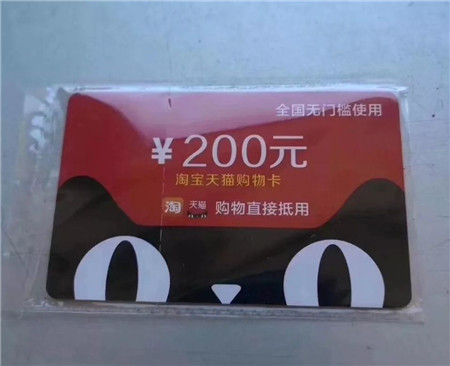 全国无门槛使用
¥200元
淘宝天猫购物卡
淘 天猫 购物直接抵用